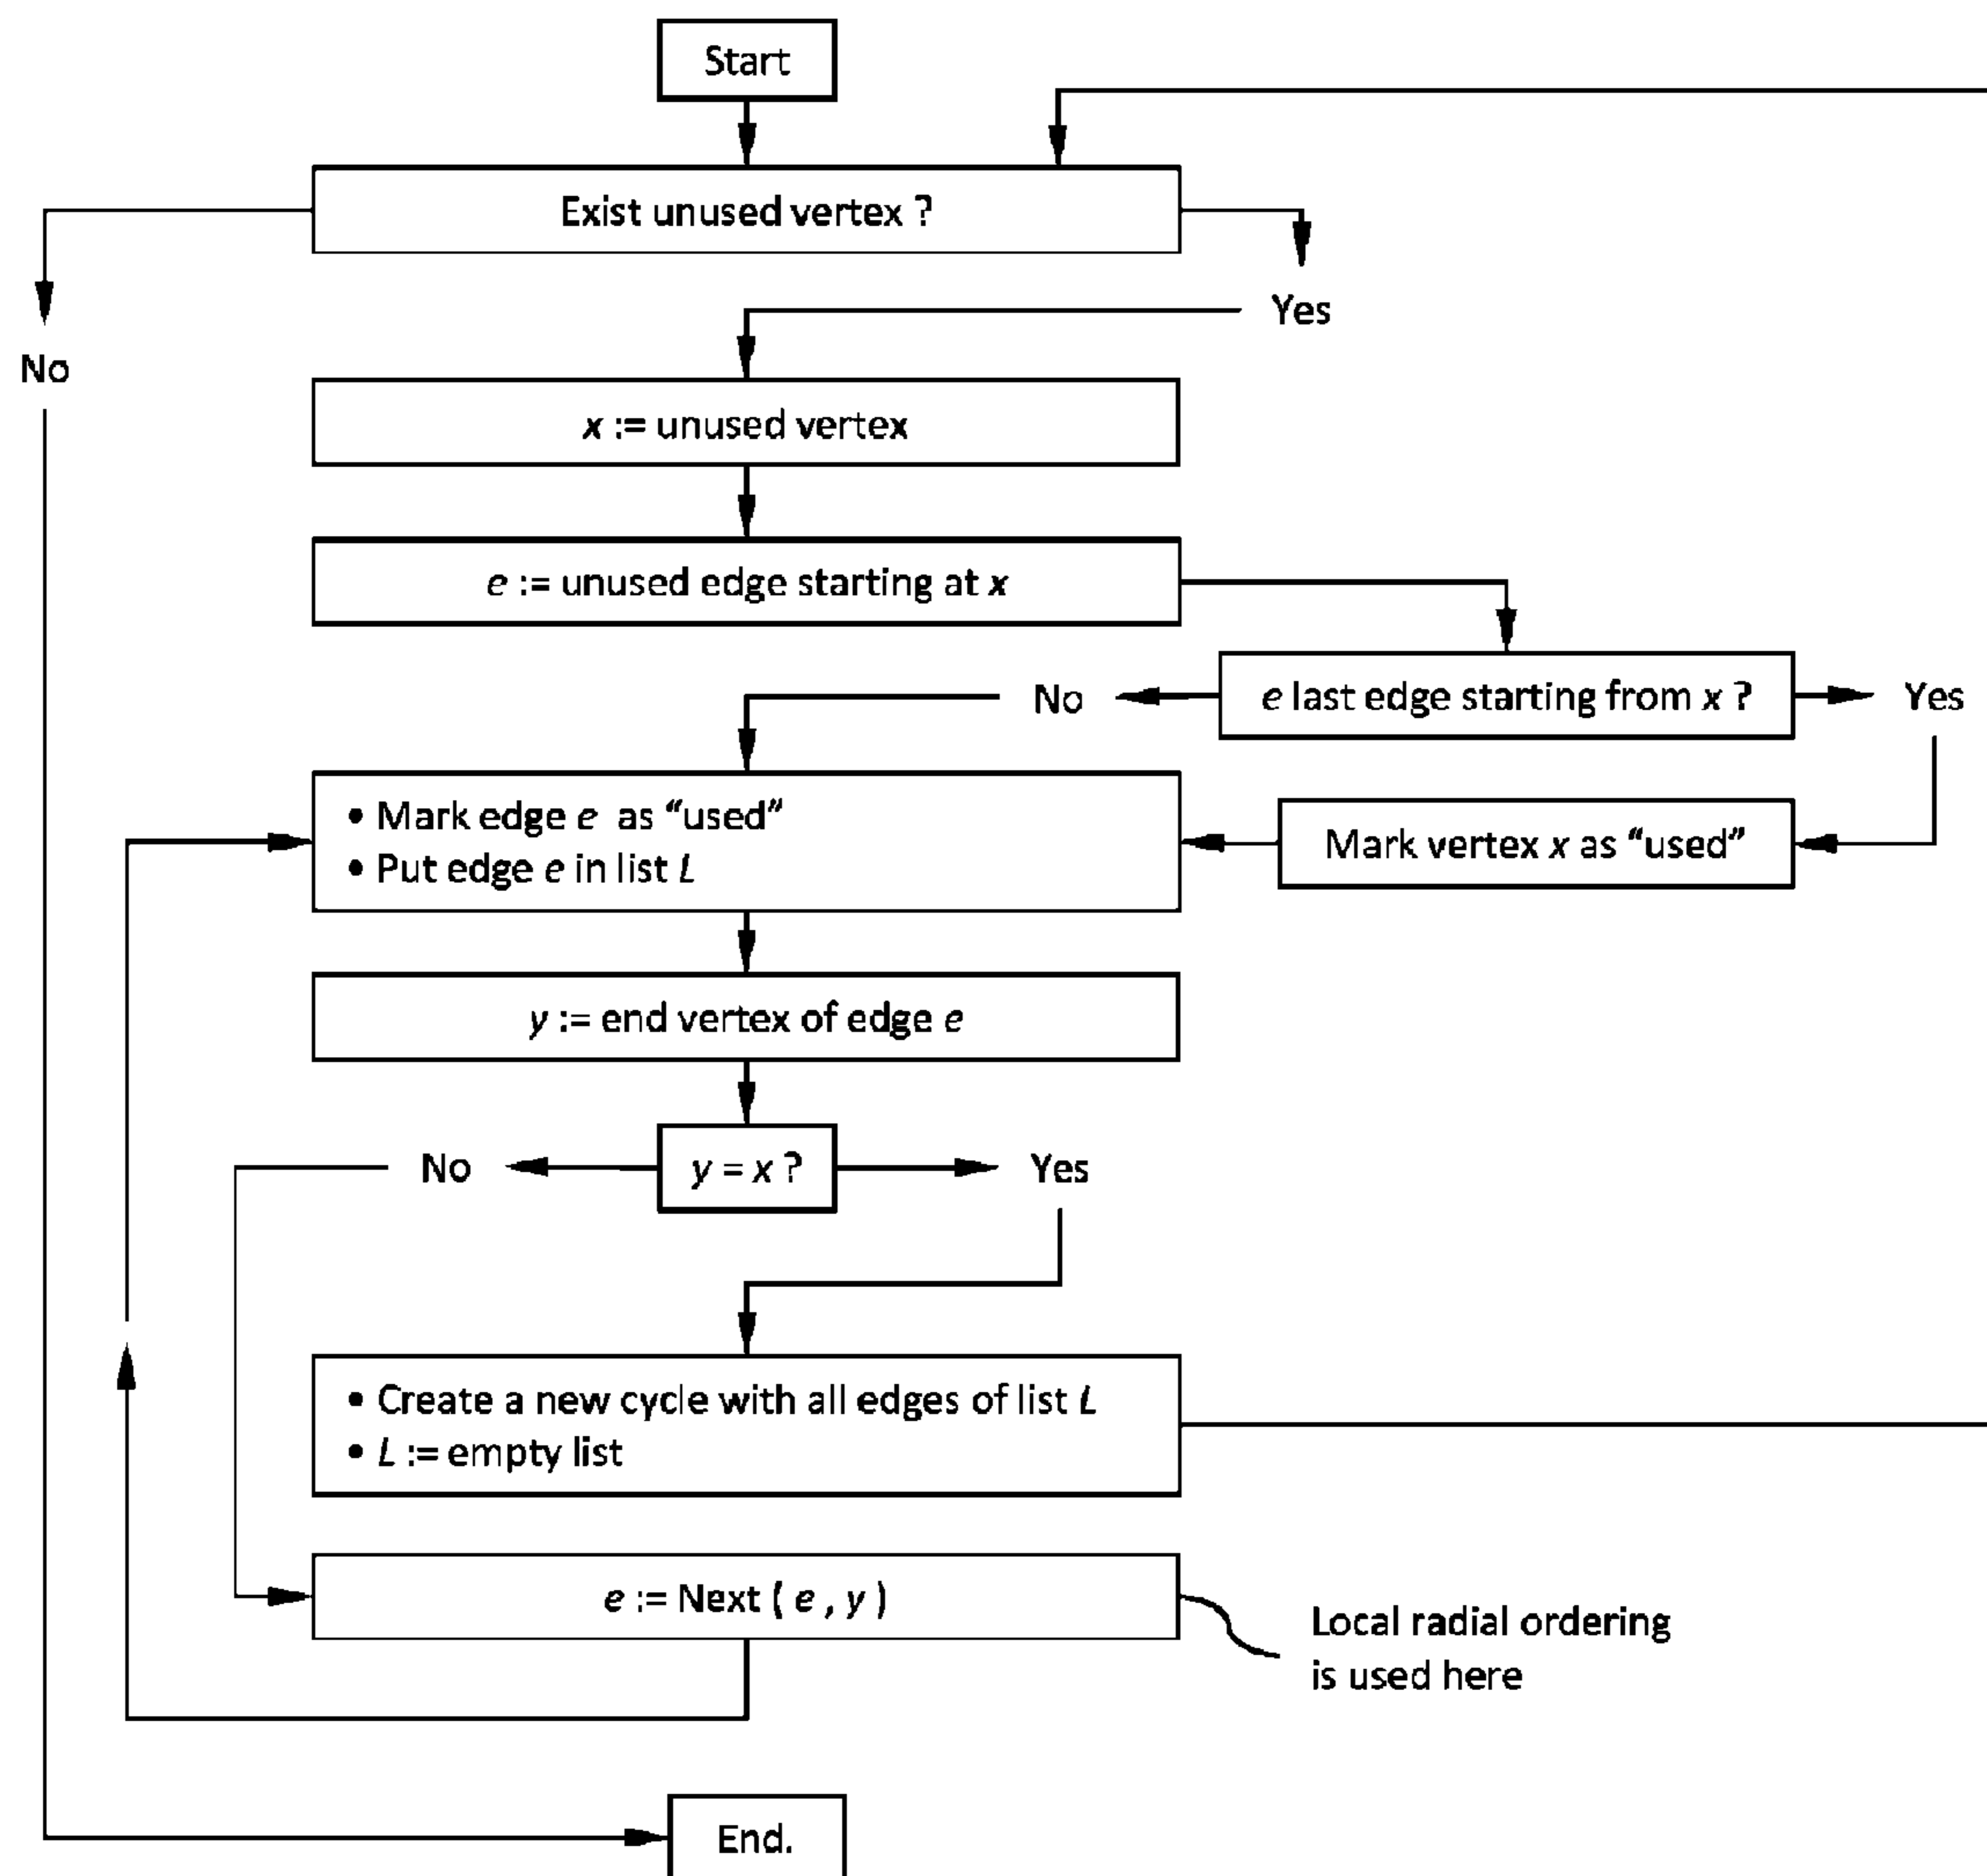 Start
Exist unused vertex ?
Yes
No
x := unused vertex
e := unused edge starting at x
No
e last edge starting from x ?
Yes
• Mark edge e as “used”
• Put edge e in list L
Mark vertex x as “used”
y := end vertex of edge e
No
y = x ?
Yes
• Create a new cycle with all edges of list L
• L := empty list
e := Next ( e , y )
Local radial ordering
is used here
End.